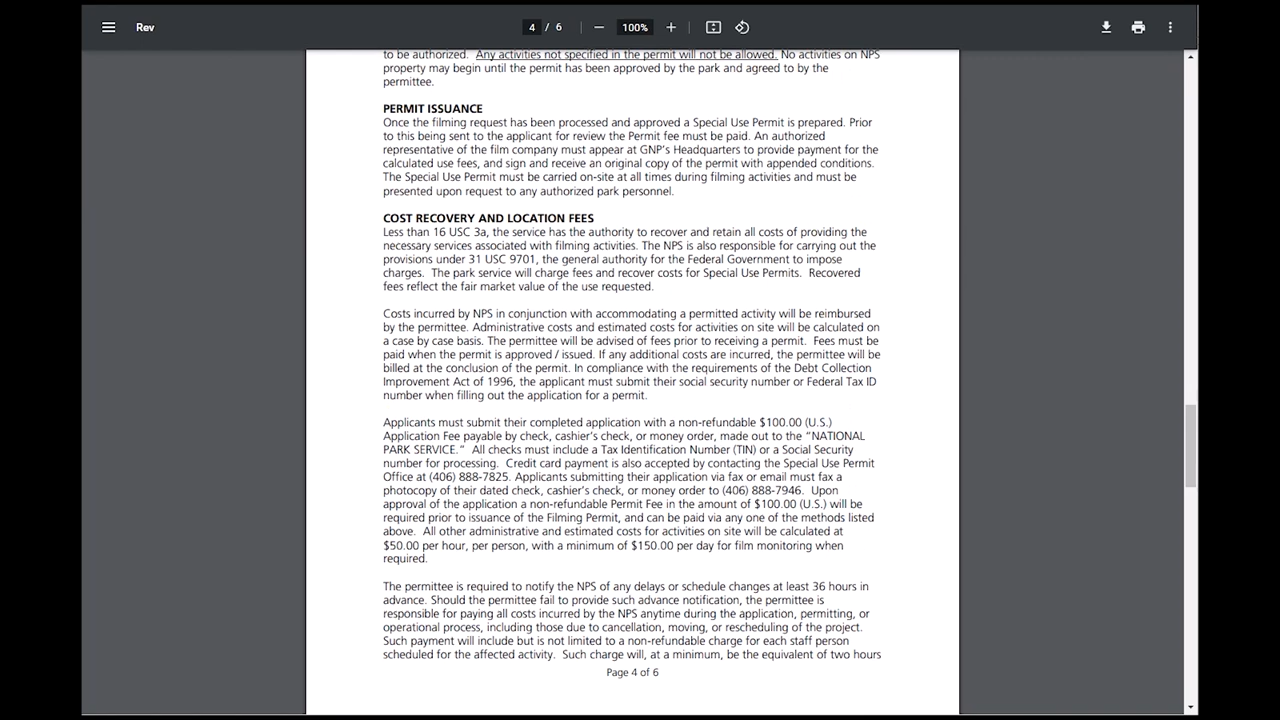 Rev
4 / 6
100%
to be authorized. Any activities not specified in the permit will not be allowed. No activities on NPS
property may begin until the permit has been approved by the park and agreed to by the
permittee.
PERMIT ISSUANCE
Once the filming request has been processed and approved a Special Use Permit is prepared. Prior
to this being sent to the applicant for review the Permit fee must be paid. An authorized
representative of the film company must appear at GNP's Headquarters to provide payment for the
calculated use fees, and sign and receive an original copy of the permit with appended conditions.
The Special Use Permit must be carried on-site at all times during filming activities and must be
presented upon request to any authorized park personnel.
COST RECOVERY AND LOCATION FEES
Less than 16 USC 3a, the service has the authority to recover and retain all costs of providing the
necessary services associated with filming activities. The NPS is also responsible for carrying out the
provisions under 31 USC 9701, the general authority for the Federal Government to impose
charges. The park service will charge fees and recover costs for Special Use Permits. Recovered
fees reflect the fair market value of the use requested.
Costs incurred by NPS in conjunction with accommodating a permitted activity will be reimbursed
by the permittee. Administrative costs and estimated costs for activities on site will be calculated on
a case by case basis. The permittee will be advised of fees prior to receiving a permit. Fees must be
paid when the permit is approved / issued. If any additional costs are incurred, the permittee will be
billed at the conclusion of the permit. In compliance with the requirements of the Debt Collection
Improvement Act of 1996, the applicant must submit their social security number or Federal Tax ID
number when filling out the application for a permit.
Applicants must submit their completed application with a non-refundable $100.00 (U.S.)
Application Fee payable by check, cashier's check, or money order, made out to the "NATIONAL
PARK SERVICE." All checks must include a Tax Identification Number (TIN) or a Social Security
number for processing. Credit card payment is also accepted by contacting the Special Use Permit
Office at (406) 888-7825. Applicants submitting their application via fax or email must fax a
photocopy of their dated check, cashier's check, or money order to (406) 888-7946. Upon
approval of the application a non-refundable Permit Fee in the amount of $100.00 (U.S.) will be
required prior to issuance of the Filming Permit, and can be paid via any one of the methods listed
above. All other administrative and estimated costs for activities on site will be calculated at
$50.00 per hour, per person, with a minimum of $150.00 per day for film monitoring when
required.
The permittee is required to notify the NPS of any delays or schedule changes at least 36 hours in
advance. Should the permittee fail to provide such advance notification, the permittee is
responsible for paying all costs incurred by the NPS anytime during the application, permitting, or
operational process, including those due to cancellation, moving, or rescheduling of the project.
Such payment will include but is not limited to a non-refundable charge for each staff person
scheduled for the affected activity. Such charge will, at a minimum, be the equivalent of two hours
Page 4 of 6